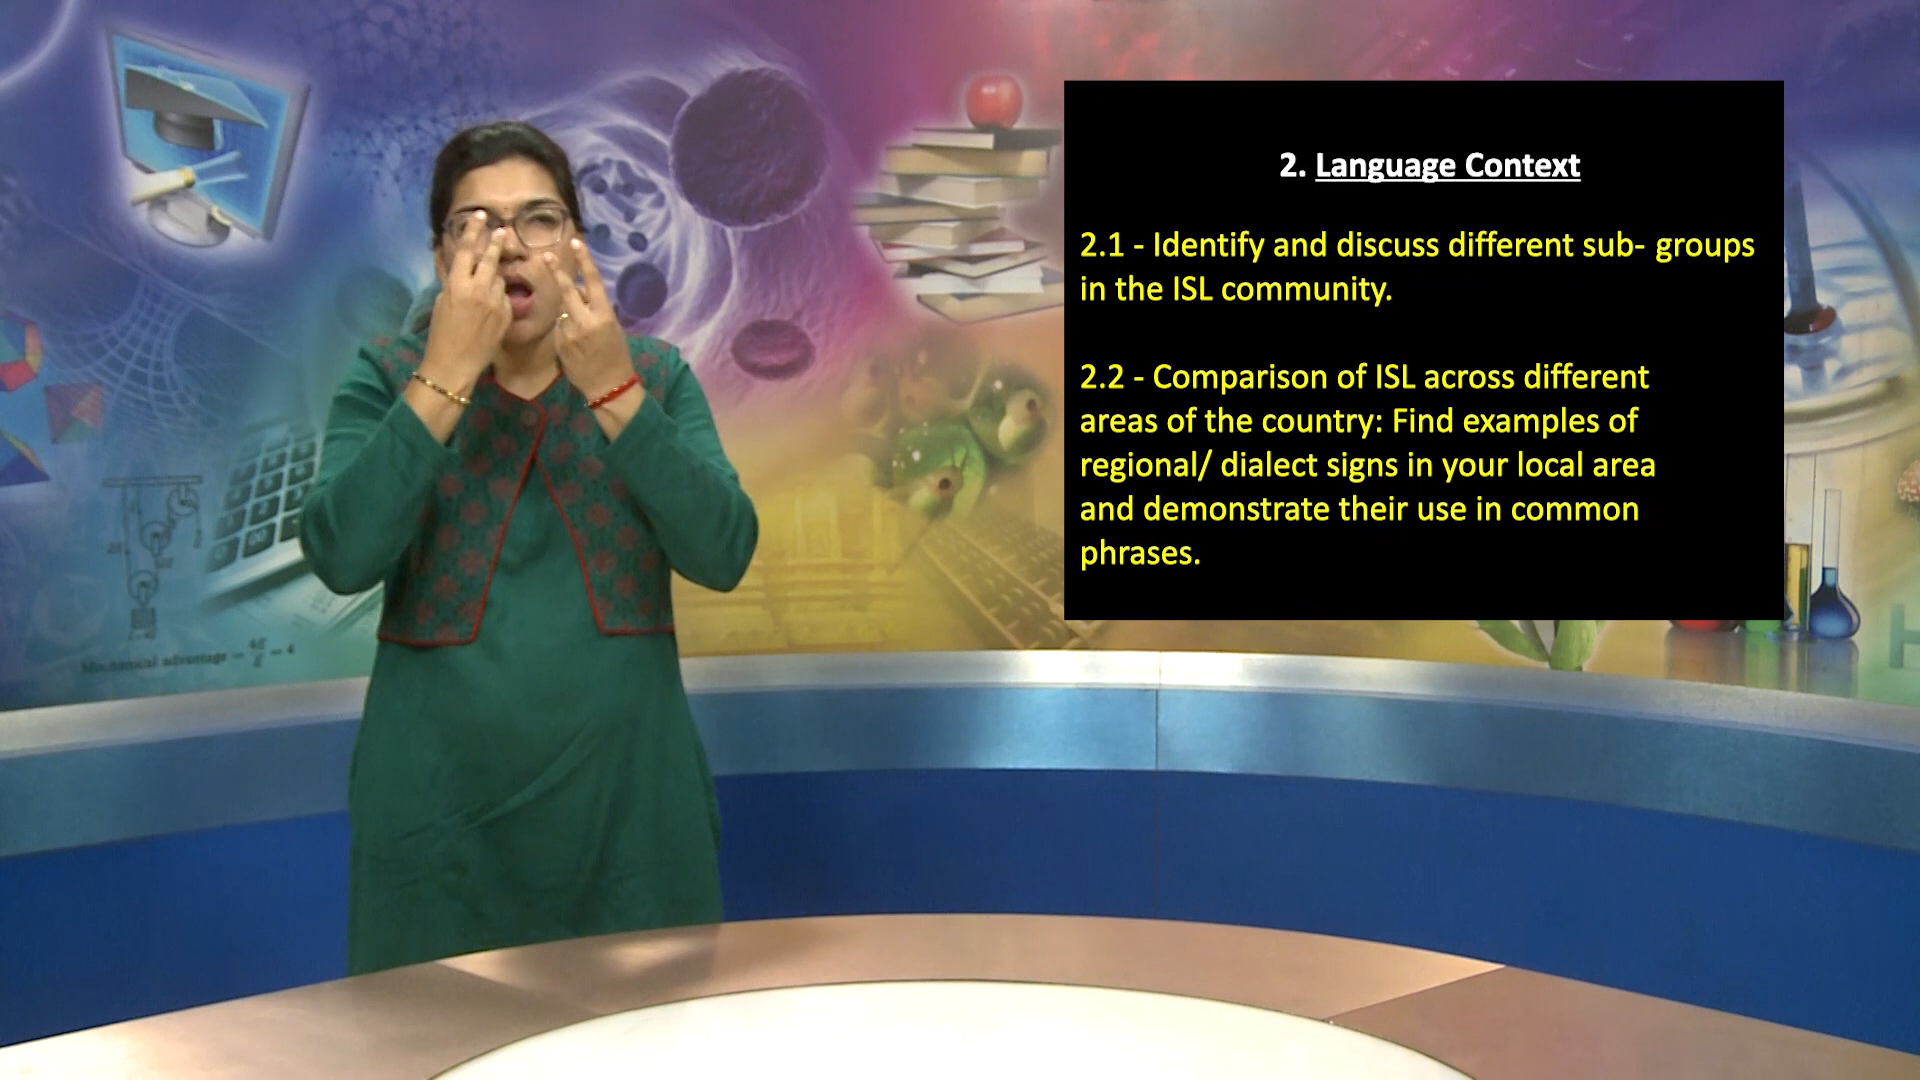 2. Language Context
2.1 - Identify and discuss different sub- groups
in the ISL community.
2.2 - Comparison of ISL across different
areas of the country: Find examples of
regional/ dialect signs in your local area
and demonstrate their use in common
phrases.
Mechanical advantage =